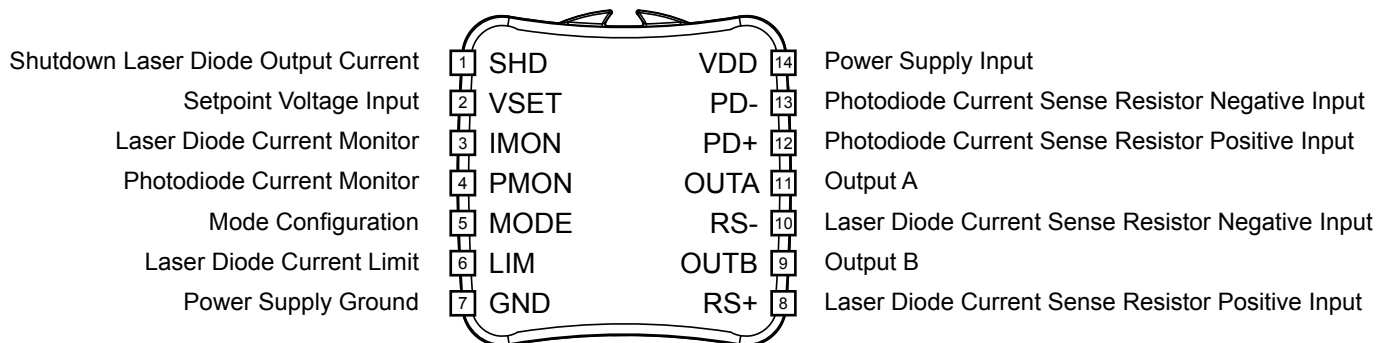 Shutdown Laser Diode Output Current 1 SHD VDD 14 Power Supply Input
Setpoint Voltage Input 2 VSET PD- 13 Photodiode Current Sense Resistor Negative Input
Laser Diode Current Monitor 3 IMON PD+ 12 Photodiode Current Sense Resistor Positive Input
Photodiode Current Monitor 4 PMON OUTA 11 Output A
Mode Configuration 5 MODE RS- 10 Laser Diode Current Sense Resistor Negative Input
Laser Diode Current Limit 6 LIM OUTB 9 Output B
Power Supply Ground 7 GND RS+ 8 Laser Diode Current Sense Resistor Positive Input